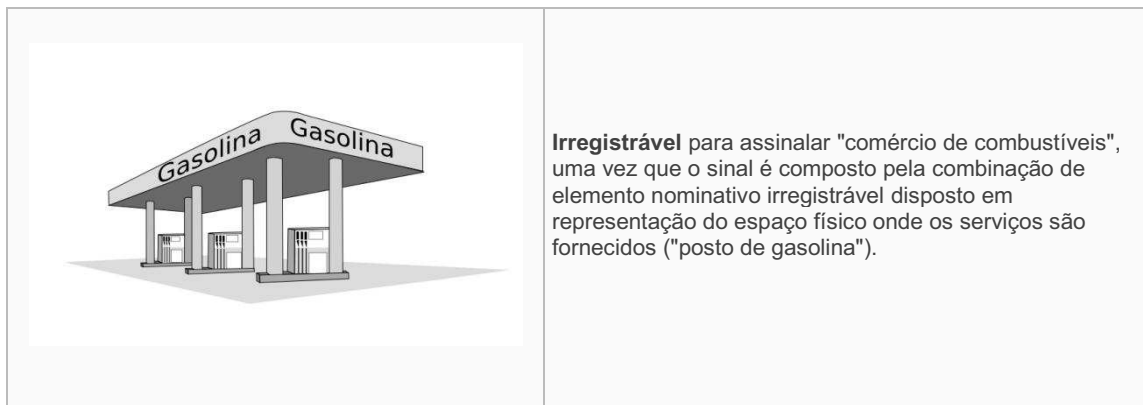 Gasolina Gasolina
Irregistrável para assinalar "comércio de combustíveis",
uma vez que o sinal é composto pela combinação de
elemento nominativo irregistrável disposto em
representação do espaço físico onde os serviços são
fornecidos ("posto de gasolina").